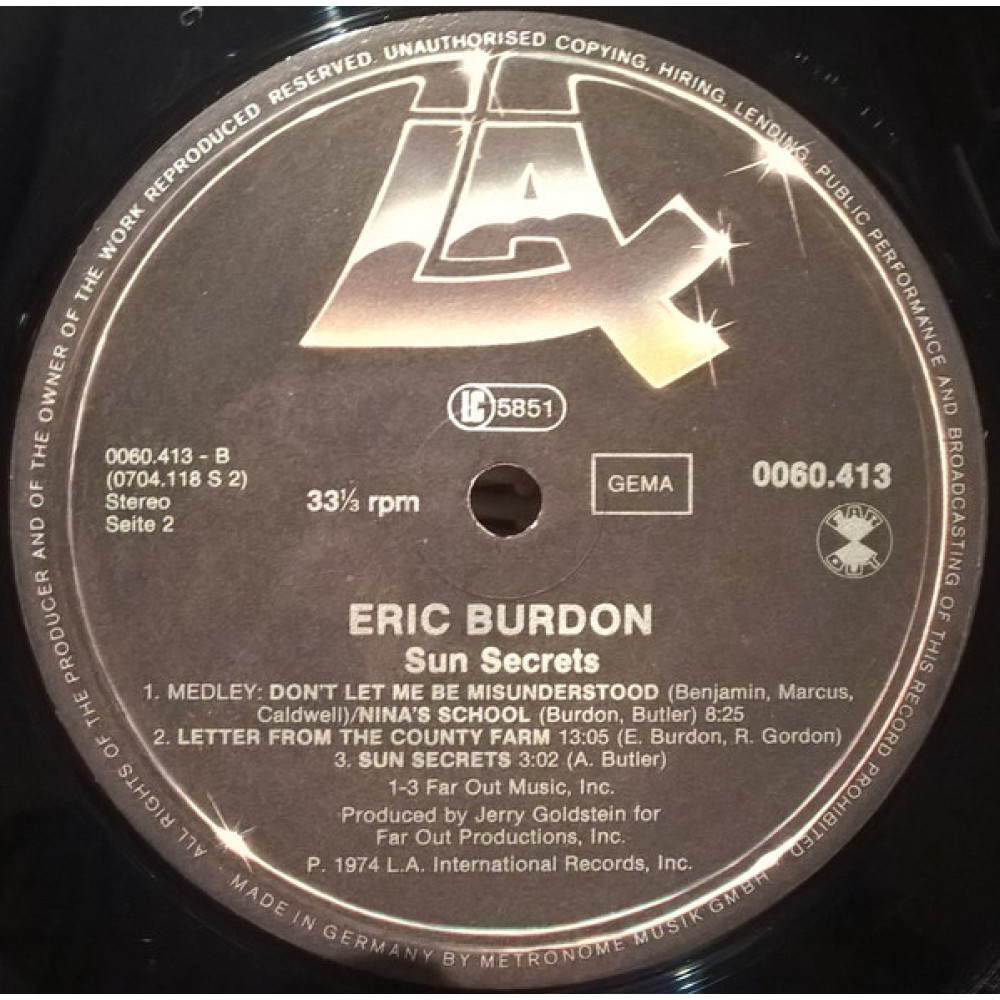 ALL RIGHTS OF THE PRODUCER AND OF THE OWNER OF THE WORK REPRODUCED RESERVED. UNAUTHORISED COPYING, HIRING, LENDING, PUBLIC PERFORMANCE AND BROADCASTING OF THIS RECORD PROHIBITED
LAX
LC 5851
0060.413 - B
(0704.118 S 2)
Stereo
Seite 2
33⅓ rpm
GEMA
0060.413
FAR
OUT
ERIC BURDON
Sun Secrets
1. MEDLEY: DON'T LET ME BE MISUNDERSTOOD (Benjamin, Marcus,
Caldwell)/NINA'S SCHOOL (Burdon, Butler) 8:25
2. LETTER FROM THE COUNTY FARM 13:05 (E. Burdon, R. Gordon)
3. SUN SECRETS 3:02 (A. Butler)
1-3 Far Out Music, Inc.
Produced by Jerry Goldstein for
Far Out Productions, Inc.
P. 1974 L.A. International Records, Inc.
· MADE IN GERMANY BY METRONOME MUSIK GMBH ·